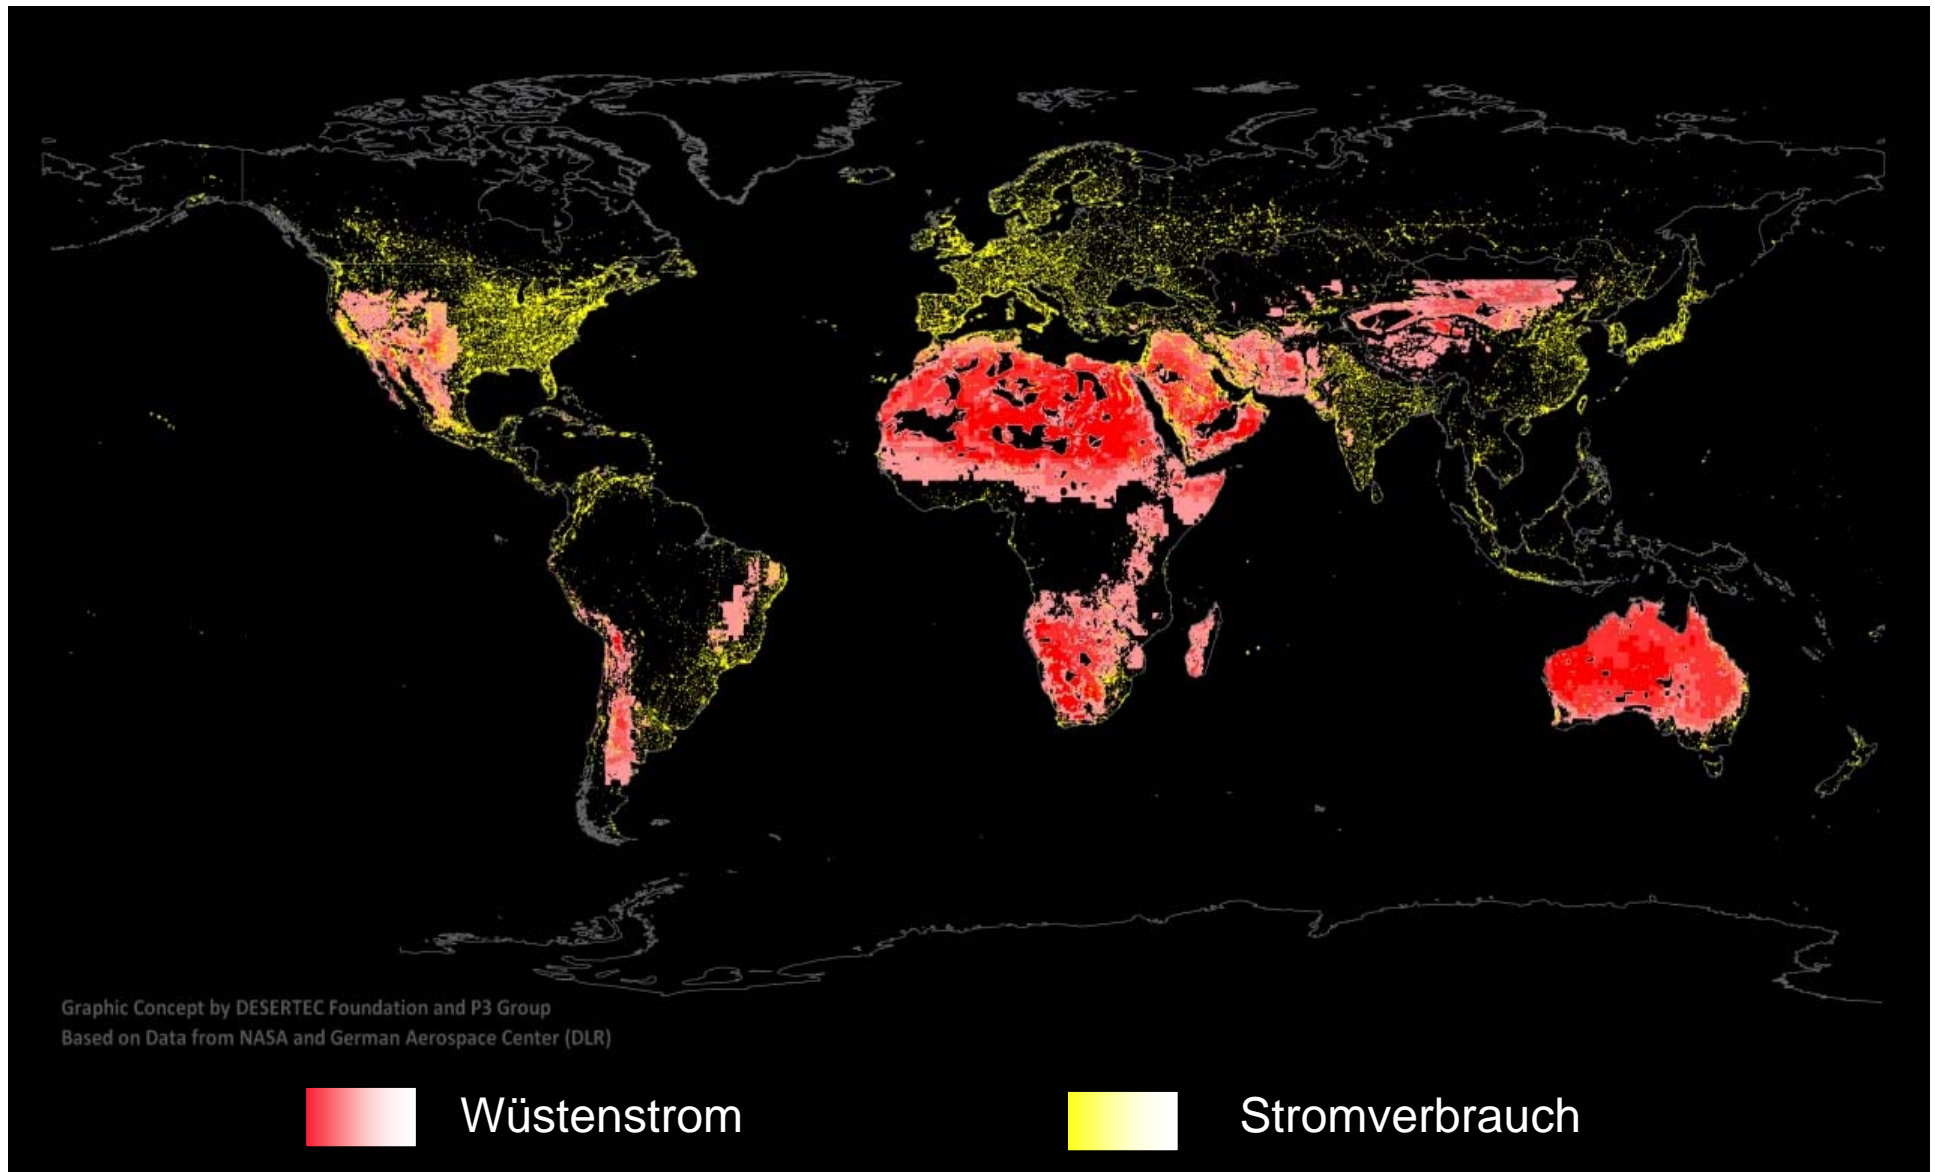 Graphic Concept by DESERTEC Foundation and P3 Group
Based on Data from NASA and German Aerospace Center (DLR)
Wüstenstrom
Stromverbrauch